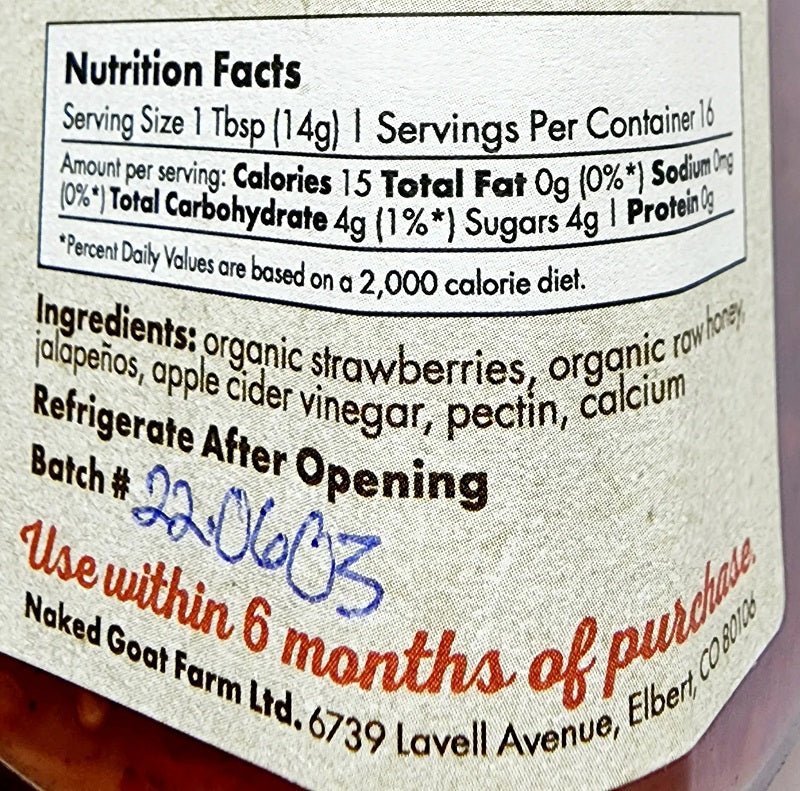 Nutrition Facts
Serving Size 1 Tbsp (14g) | Servings Per Container 16
Amount per serving: Calories 15 Total Fat 0g (0%*) Sodium 0mg
(0%*) Total Carbohydrate 4g (1%*) Sugars 4g | Protein 0g
*Percent Daily Values are based on a 2,000 calorie diet.
Ingredients: organic strawberries, organic raw honey,
jalapeños, apple cider vinegar, pectin, calcium
Refrigerate After Opening
Batch # 22.0603
Use within 6 months of purchase.
Naked Goat Farm Ltd. 6739 Lavell Avenue, Elbert, CO 80106